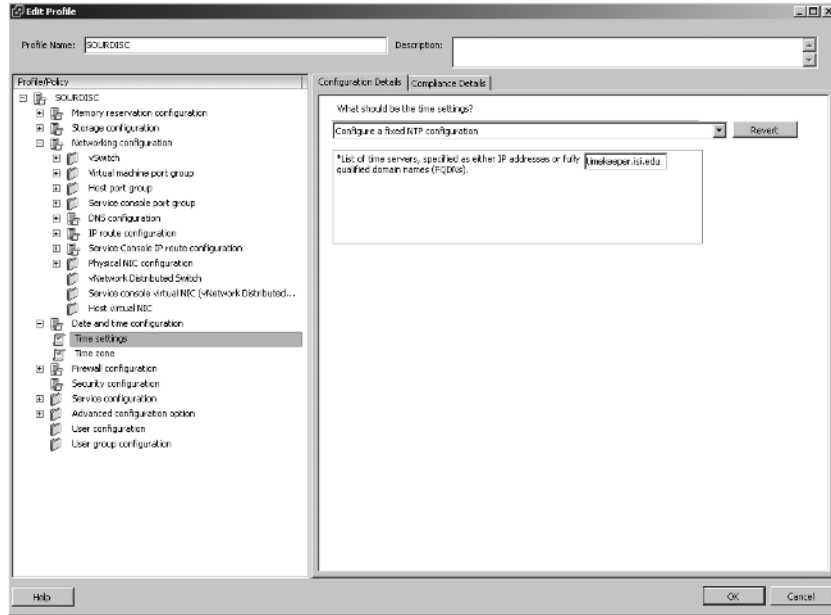 Edit Profile
Profile Name: SOURDISC
Description:
Profile/Policy
SOURDISC
Memory reservation configuration
Storage configuration
Networking configuration
vSwitch
Virtual machine port group
Host port group
Service console port group
DNS configuration
IP route configuration
Service Console IP route configuration
Physical NIC configuration
vNetwork Distributed Switch
Service console virtual NIC (vNetwork Distributed...
Host virtual NIC
Date and time configuration
Time settings
Time zone
Firewall configuration
Security configuration
Service configuration
Advanced configuration option
User configuration
User group configuration
Configuration Details
Compliance Details
What should be the time settings?
Configure a fixed NTP configuration
Revert
*List of time servers, specified as either IP addresses or fully
qualified domain names (FQDNs).
timekeeper.isi.edu
Help
OK
Cancel